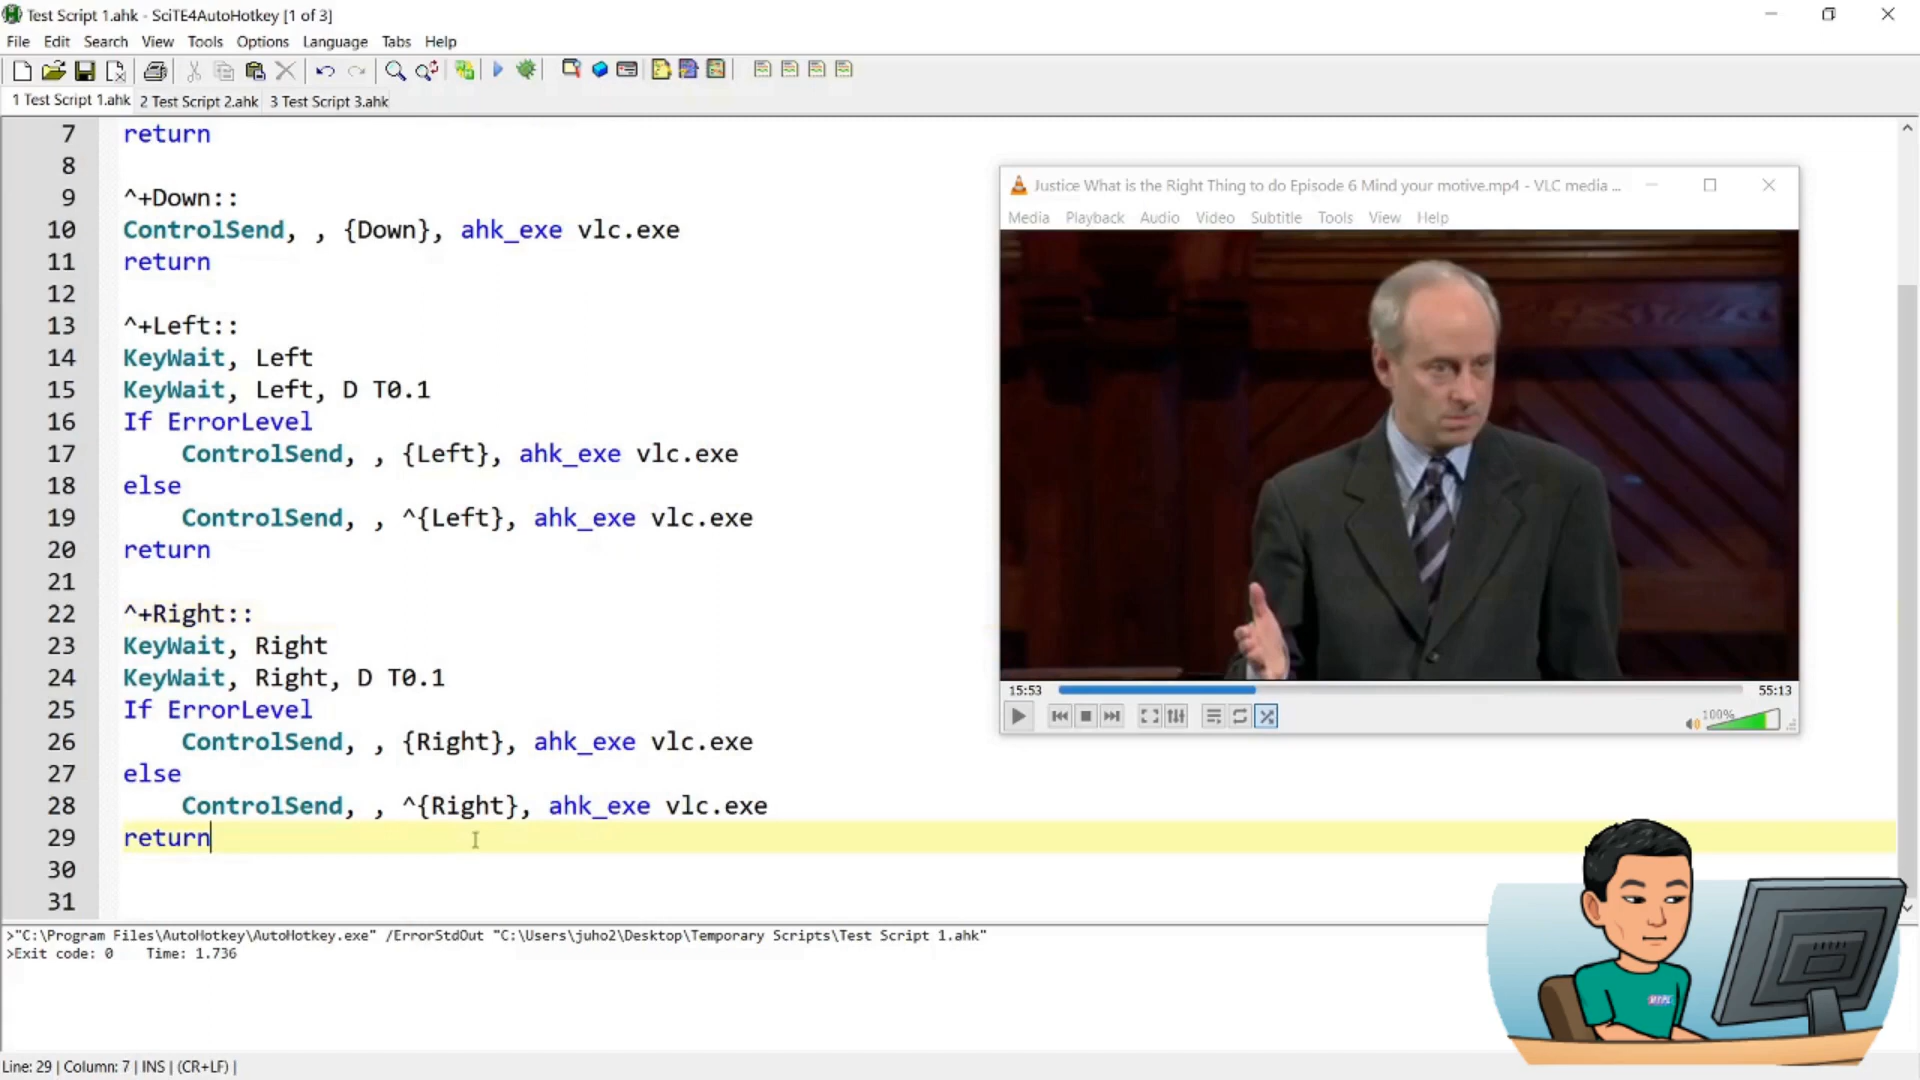 Test Script 1.ahk - SciTE4AutoHotkey [1 of 3]
File Edit Search View Tools Options Language Tabs Help
1 Test Script 1.ahk 2 Test Script 2.ahk 3 Test Script 3.ahk
7 return
8
9 ^+Down::
10 ControlSend, , {Down}, ahk_exe vlc.exe
11 return
12
13 ^+Left::
14 KeyWait, Left
15 KeyWait, Left, D T0.1
16 If ErrorLevel
17 ControlSend, , {Left}, ahk_exe vlc.exe
18 else
19 ControlSend, , ^{Left}, ahk_exe vlc.exe
20 return
21
22 ^+Right::
23 KeyWait, Right
24 KeyWait, Right, D T0.1
25 If ErrorLevel
26 ControlSend, , {Right}, ahk_exe vlc.exe
27 else
28 ControlSend, , ^{Right}, ahk_exe vlc.exe
29 return
30
31
Justice What is the Right Thing to do Episode 6 Mind your motive.mp4 - VLC media ...
Media Playback Audio Video Subtitle Tools View Help
15:53 55:13
100%
>"C:\Program Files\AutoHotkey\AutoHotkey.exe" /ErrorStdOut "C:\Users\juho2\Desktop\Temporary Scripts\Test Script 1.ahk"
>Exit code: 0 Time: 1.736
Line: 29 | Column: 7 | INS | (CR+LF) |